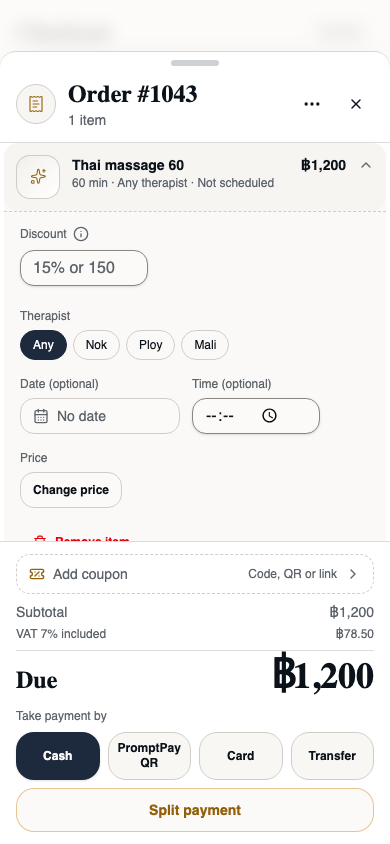 Order #1043
1 item
Thai massage 60
฿1,200
60 min · Any therapist · Not scheduled
Discount
15% or 150
Therapist
Any
Nok
Ploy
Mali
Date (optional)
Time (optional)
No date
--:--
Price
Change price
Remove item
Add coupon
Code, QR or link
Subtotal
฿1,200
VAT 7% included
฿78.50
Due
฿1,200
Take payment by
Cash
PromptPay
QR
Card
Transfer
Split payment